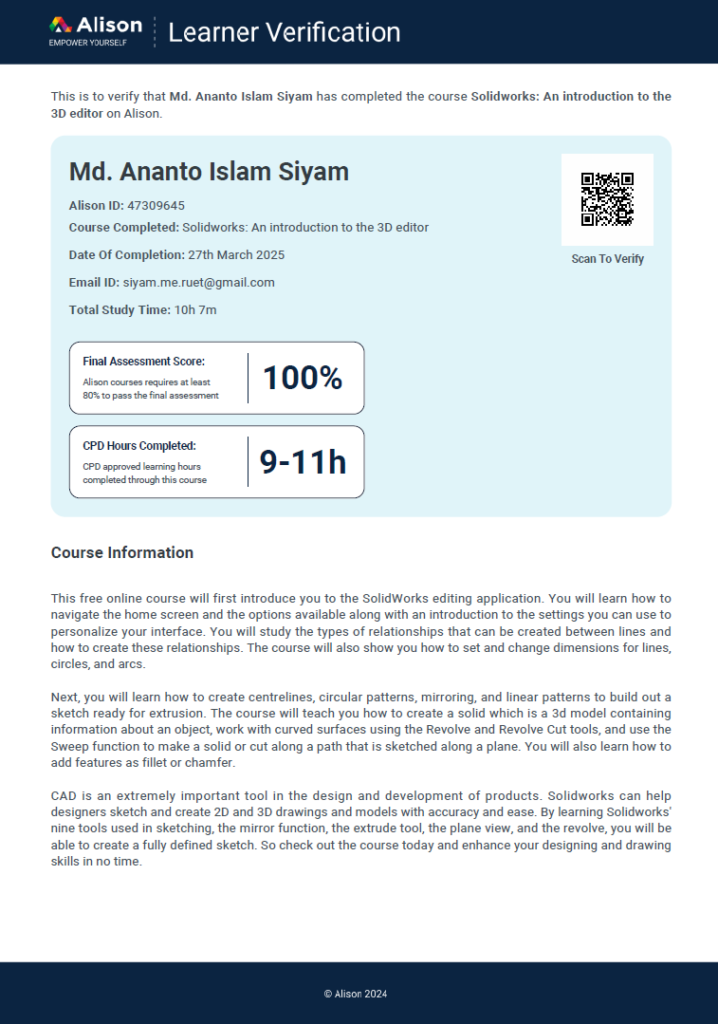 Alison
EMPOWER YOURSELF
Learner Verification
This is to verify that Md. Ananto Islam Siyam has completed the course Solidworks: An introduction to the
3D editor on Alison.
Md. Ananto Islam Siyam
Alison ID: 47309645
Course Completed: Solidworks: An introduction to the 3D editor
Date Of Completion: 27th March 2025
Email ID: siyam.me.ruet@gmail.com
Total Study Time: 10h 7m
Scan To Verify
Final Assessment Score:
Alison courses requires at least
80% to pass the final assessment
100%
CPD Hours Completed:
CPD approved learning hours
completed through this course
9-11h
Course Information
This free online course will first introduce you to the SolidWorks editing application. You will learn how to
navigate the home screen and the options available along with an introduction to the settings you can use to
personalize your interface. You will study the types of relationships that can be created between lines and
how to create these relationships. The course will also show you how to set and change dimensions for lines,
circles, and arcs.
Next, you will learn how to create centrelines, circular patterns, mirroring, and linear patterns to build out a
sketch ready for extrusion. The course will teach you how to create a solid which is a 3d model containing
information about an object, work with curved surfaces using the Revolve and Revolve Cut tools, and use the
Sweep function to make a solid or cut along a path that is sketched along a plane. You will also learn how to
add features as fillet or chamfer.
CAD is an extremely important tool in the design and development of products. Solidworks can help
designers sketch and create 2D and 3D drawings and models with accuracy and ease. By learning Solidworks'
nine tools used in sketching, the mirror function, the extrude tool, the plane view, and the revolve, you will be
able to create a fully defined sketch. So check out the course today and enhance your designing and drawing
skills in no time.
© Alison 2024